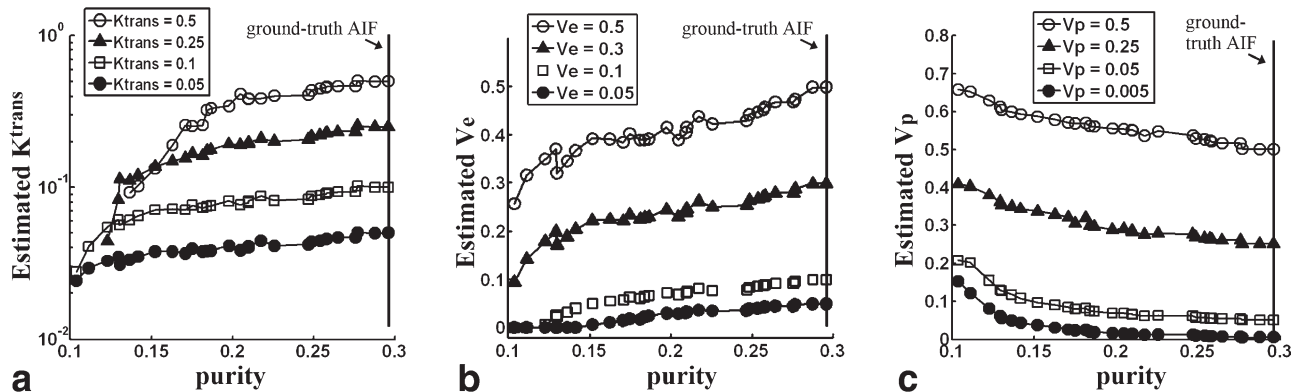 Ktrans = 0.5
Ktrans = 0.25
Ktrans = 0.1
Ktrans = 0.05
ground-truth AIF
Estimated Ktrans
10^0
10^-1
10^-2
0.1 0.15 0.2 0.25 0.3
purity
a
Ve = 0.5
Ve = 0.3
Ve = 0.1
Ve = 0.05
ground-truth AIF
Estimated Ve
0.5
0.4
0.3
0.2
0.1
0
0.1 0.15 0.2 0.25 0.3
purity
b
Vp = 0.5
Vp = 0.25
Vp = 0.05
Vp = 0.005
ground-
truth AIF
Estimated Vp
0.8
0.7
0.6
0.5
0.4
0.3
0.2
0.1
0
0.1 0.15 0.2 0.25 0.3
purity
c